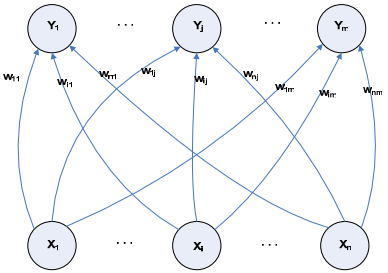 Y1 ... Yj ... Ym
w11 wi1 wn1 w1j wij wnj w1m wim wnm
X1 ... Xi ... Xn